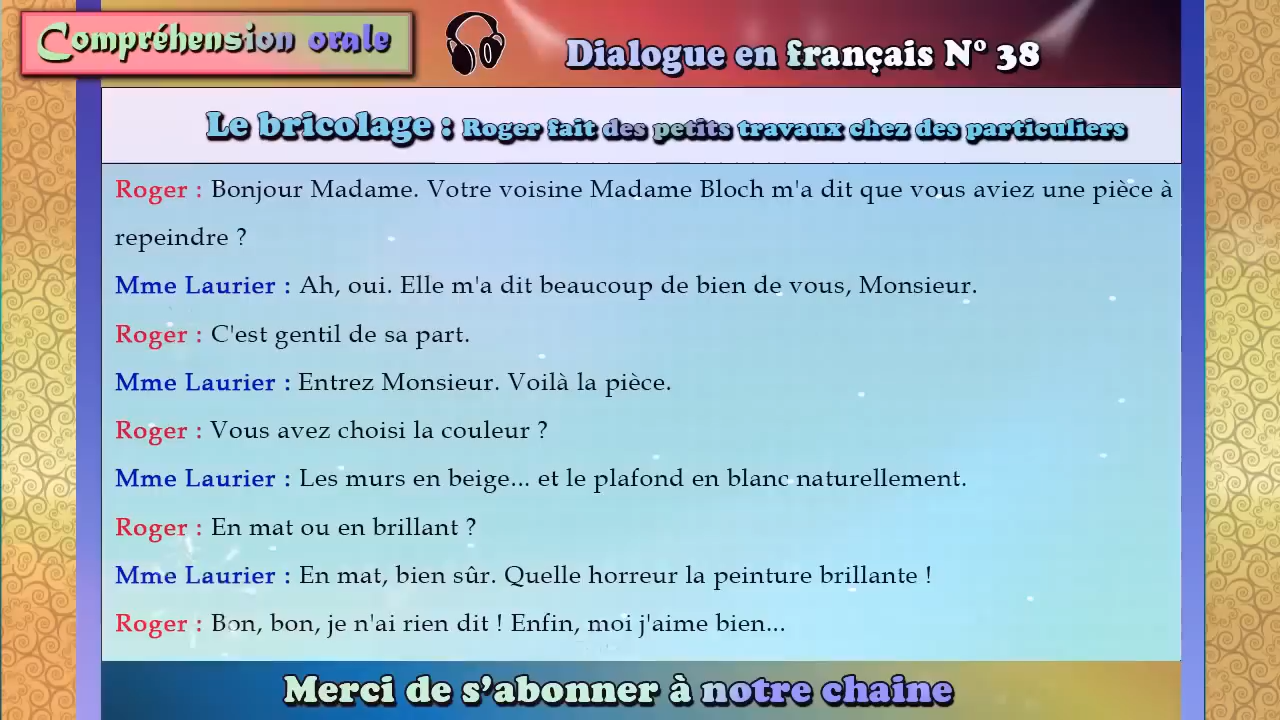 Compréhension orale
Dialogue en français N° 38
Le bricolage : Roger fait des petits travaux chez des particuliers
Roger : Bonjour Madame. Votre voisine Madame Bloch m'a dit que vous aviez une pièce à
repeindre ?
Mme Laurier : Ah, oui. Elle m'a dit beaucoup de bien de vous, Monsieur.
Roger : C'est gentil de sa part.
Mme Laurier : Entrez Monsieur. Voilà la pièce.
Roger : Vous avez choisi la couleur ?
Mme Laurier : Les murs en beige... et le plafond en blanc naturellement.
Roger : En mat ou en brillant ?
Mme Laurier : En mat, bien sûr. Quelle horreur la peinture brillante !
Roger : Bon, bon, je n'ai rien dit ! Enfin, moi j'aime bien...
Merci de s’abonner à notre chaine